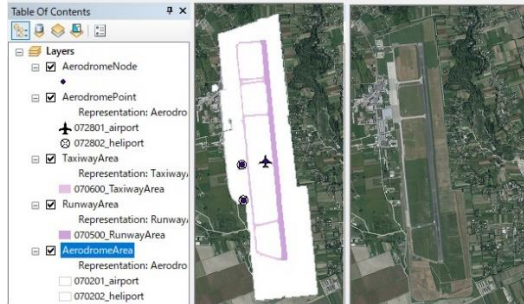 Table Of Contents
Layers
AerodromeNode
AerodromePoint
Representation: Aerodro
072801_airport
072802_heliport
TaxiwayArea
Representation: Taxiway
070600_TaxiwayArea
RunwayArea
Representation: Runway
070500_RunwayArea
AerodromeArea
Representation: Aerodro
070201_airport
070202_heliport